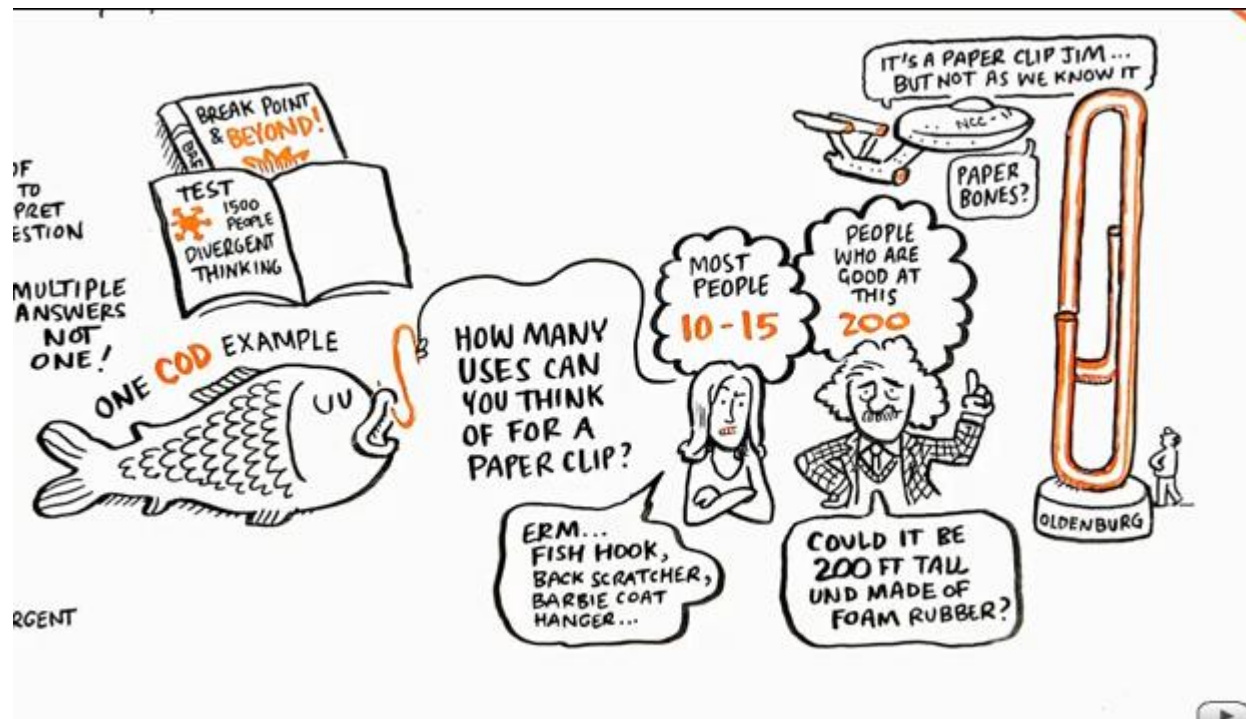 OF
TO
PRET
ESTION
MULTIPLE
ANSWERS
NOT
ONE!
BREAK POINT
& BEYOND!
TEST
1500
PEOPLE
DIVERGENT
THINKING
ONE COD EXAMPLE
HOW MANY
USES CAN
YOU THINK
OF FOR A
PAPER CLIP?
MOST
PEOPLE
10-15
PEOPLE
WHO ARE
GOOD AT
THIS
200
IT'S A PAPER CLIP JIM...
BUT NOT AS WE KNOW IT
NCC-1
PAPER
BONES?
ERM...
FISH HOOK,
BACK SCRATCHER,
BARBIE COAT
HANGER...
COULD IT BE
200 FT TALL
UND MADE OF
FOAM RUBBER?
OLDENBURG
RGENT